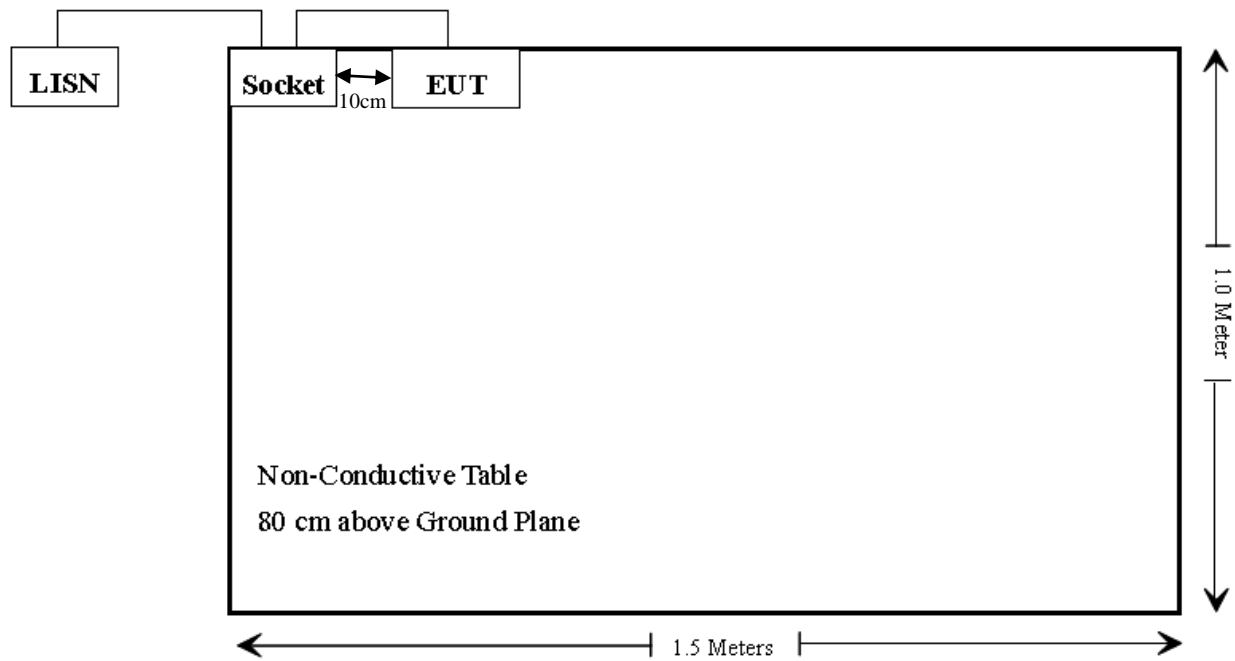 LISN
Socket
10cm
EUT
1.0 Meter
Non-Conductive Table
80 cm above Ground Plane
1.5 Meters